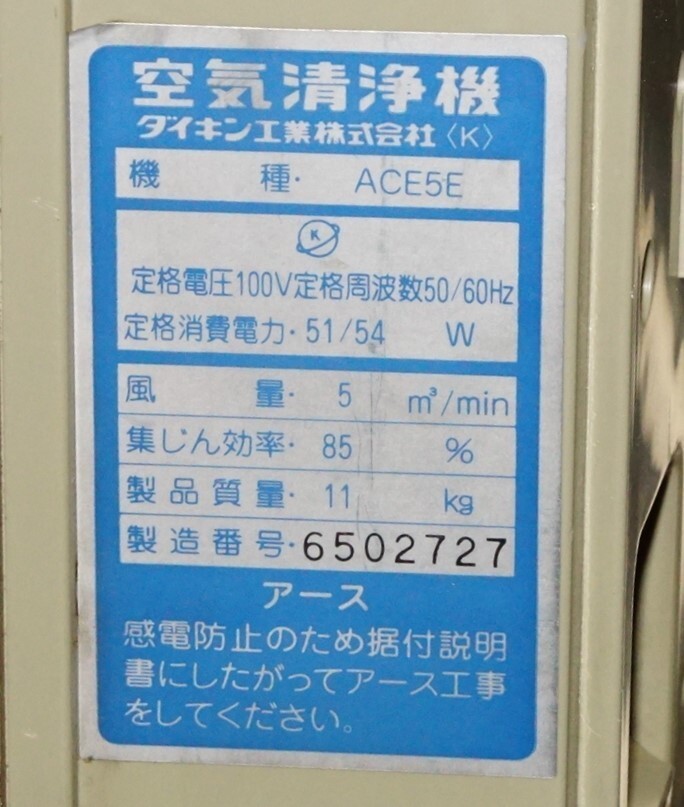 空気清浄機
ダイキン工業株式会社〈K〉
機種・ ACE5E
K
定格電圧100V定格周波数50/60Hz
定格消費電力・51/54 W
風量・ 5 m³/min
集じん効率・ 85 %
製品質量・ 11 kg
製造番号・6502727
アース
感電防止のため据付説明
書にしたがってアース工事
をしてください。